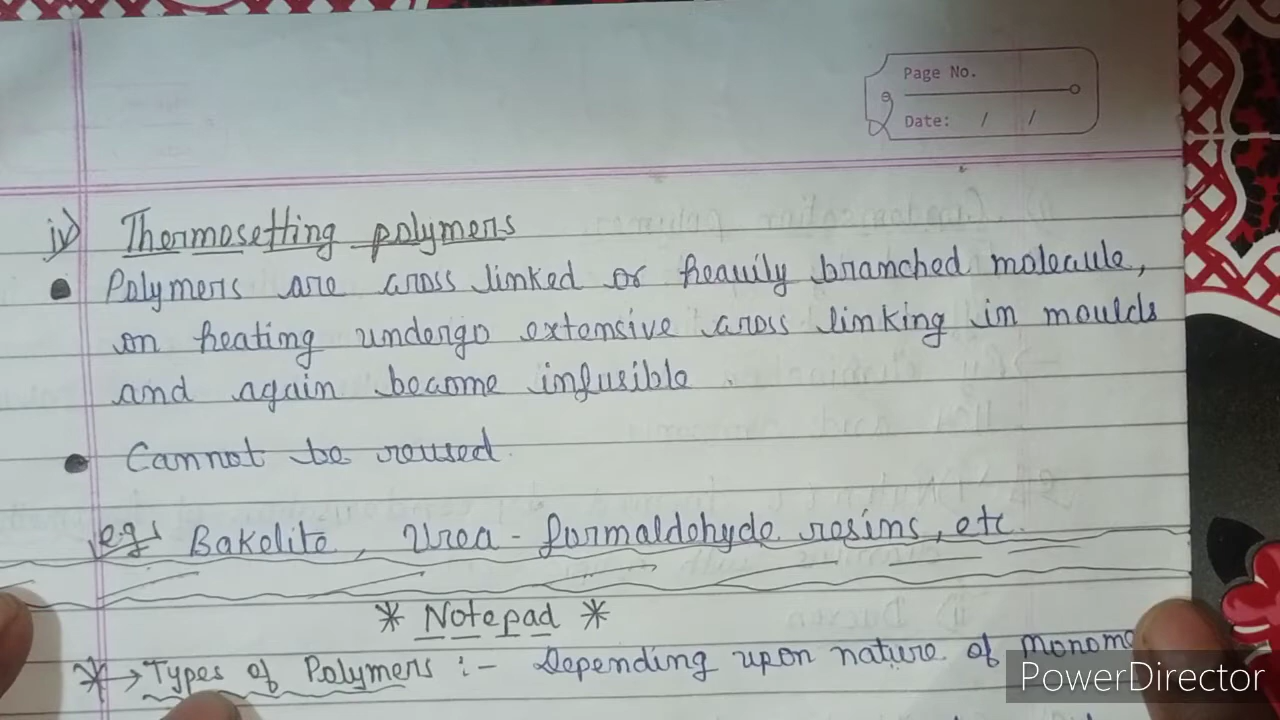 Page No.
Date: / /
iv) Thermosetting polymers
• Polymers are cross linked or heavily branched molecule,
on heating undergo extensive cross linking in moulds
and again become infusible.
• Cannot be reused.
egs Bakelite, Urea - formaldehyde resins, etc.
* Notepad *
* → Types of Polymers :- Depending upon nature of monome
PowerDirector